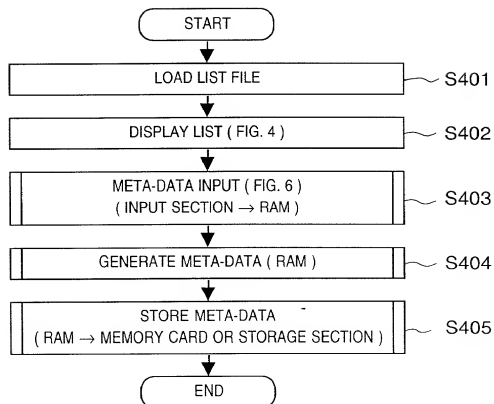 START
LOAD LIST FILE
S401
DISPLAY LIST ( FIG. 4 )
S402
META-DATA INPUT ( FIG. 6 )
( INPUT SECTION → RAM )
S403
GENERATE META-DATA ( RAM )
S404
STORE META-DATA
( RAM → MEMORY CARD OR STORAGE SECTION )
S405
END